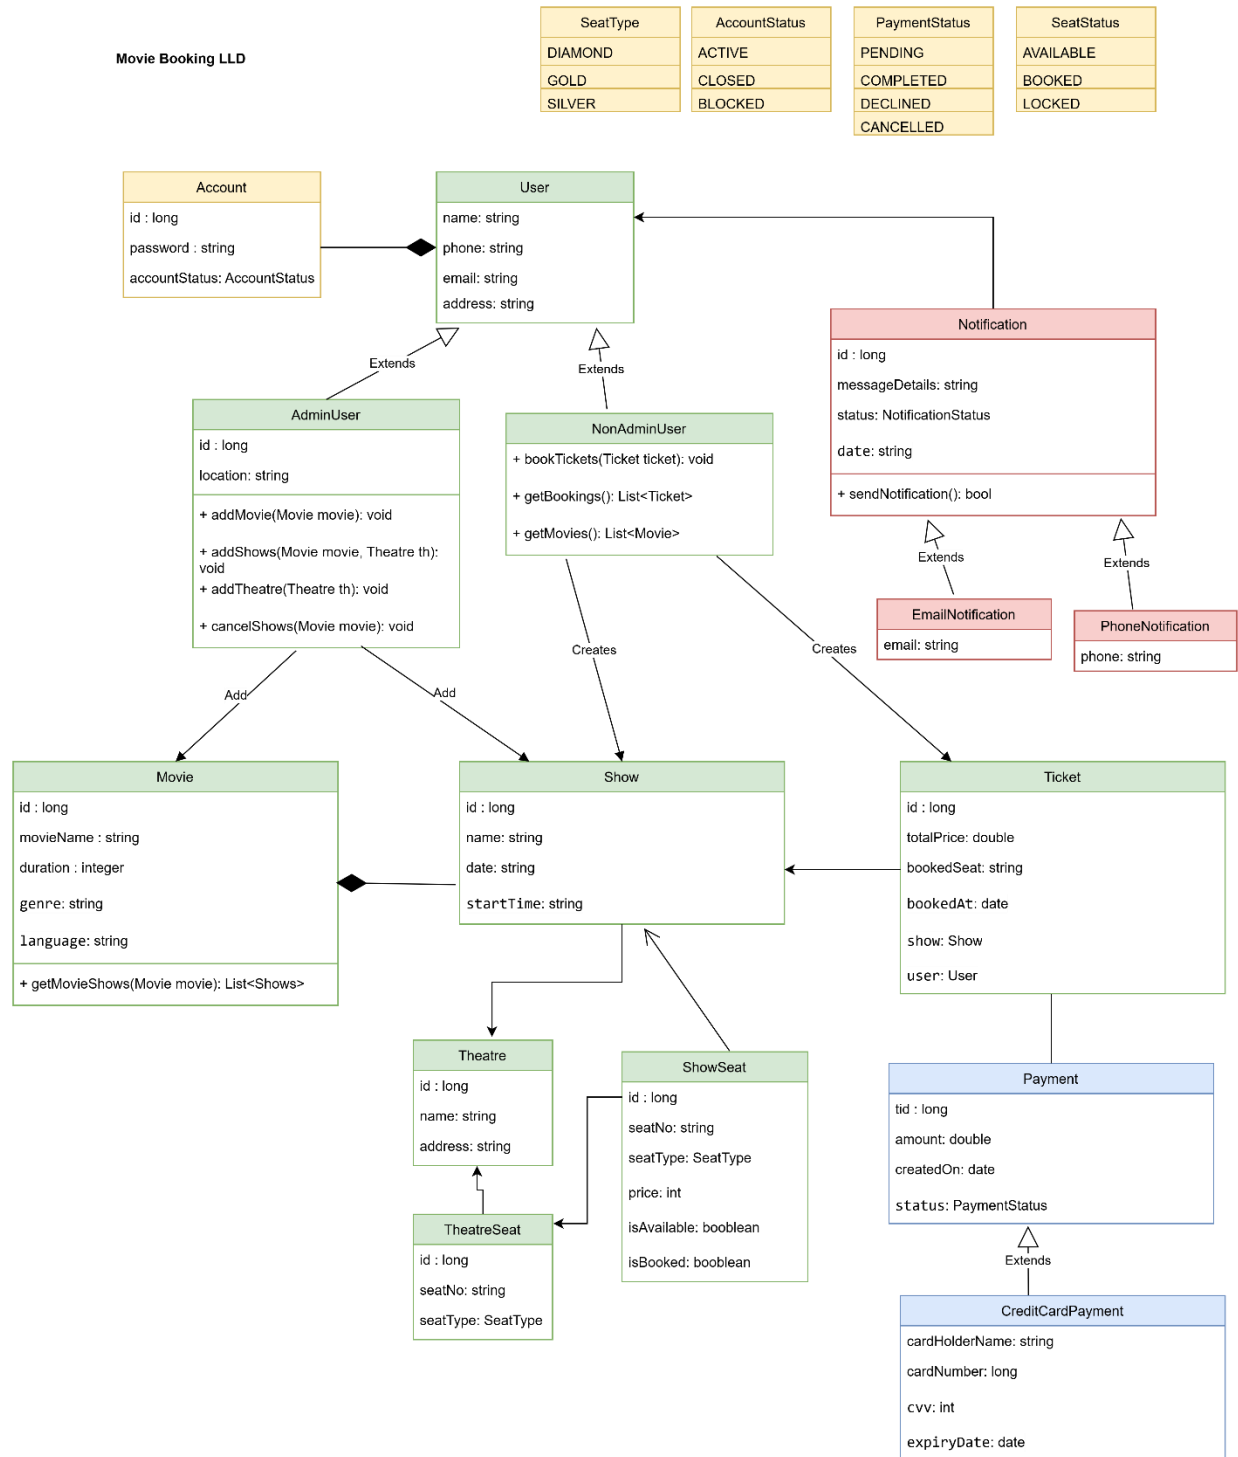 Movie Booking LLD
SeatType
DIAMOND
GOLD
SILVER
AccountStatus
ACTIVE
CLOSED
BLOCKED
PaymentStatus
PENDING
COMPLETED
DECLINED
CANCELLED
SeatStatus
AVAILABLE
BOOKED
LOCKED
Account
id : long
password : string
accountStatus: AccountStatus
User
name: string
phone: string
email: string
address: string
Notification
id : long
messageDetails: string
status: NotificationStatus
date: string
+ sendNotification(): bool
Extends
Extends
AdminUser
id : long
location: string
+ addMovie(Movie movie): void
+ addShows(Movie movie, Theatre th):
void
+ addTheatre(Theatre th): void
+ cancelShows(Movie movie): void
NonAdminUser
+ bookTickets(Ticket ticket): void
+ getBookings(): List<Ticket>
+ getMovies(): List<Movie>
Extends
Extends
EmailNotification
email: string
PhoneNotification
phone: string
Add
Add
Creates
Creates
Movie
id : long
movieName : string
duration : integer
genre: string
language: string
+ getMovieShows(Movie movie): List<Shows>
Show
id : long
name: string
date: string
startTime: string
Ticket
id : long
totalPrice: double
bookedSeat: string
bookedAt: date
show: Show
user: User
Theatre
id : long
name: string
address: string
ShowSeat
id : long
seatNo: string
seatType: SeatType
price: int
isAvailable: booblean
isBooked: booblean
Payment
tid : long
amount: double
createdOn: date
status: PaymentStatus
TheatreSeat
id : long
seatNo: string
seatType: SeatType
Extends
CreditCardPayment
cardHolderName: string
cardNumber: long
cvv: int
expiryDate: date